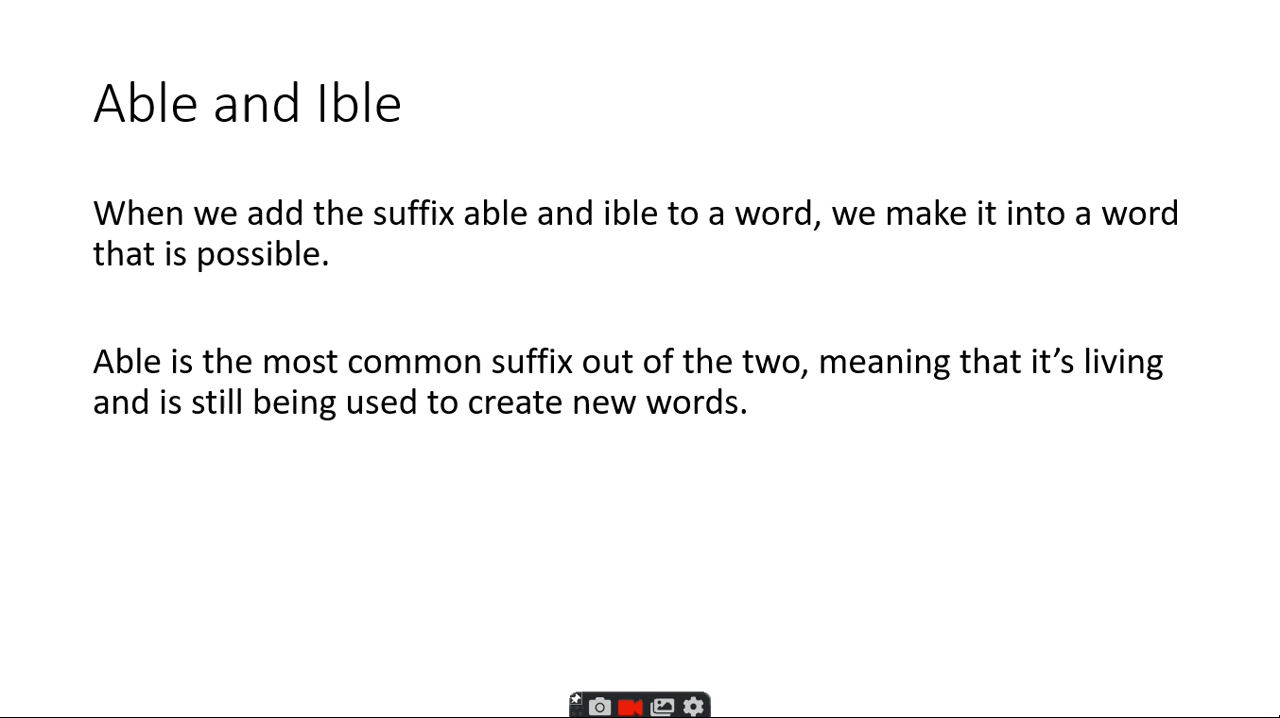 Able and Ible
When we add the suffix able and ible to a word, we make it into a word
that is possible.
Able is the most common suffix out of the two, meaning that it’s living
and is still being used to create new words.